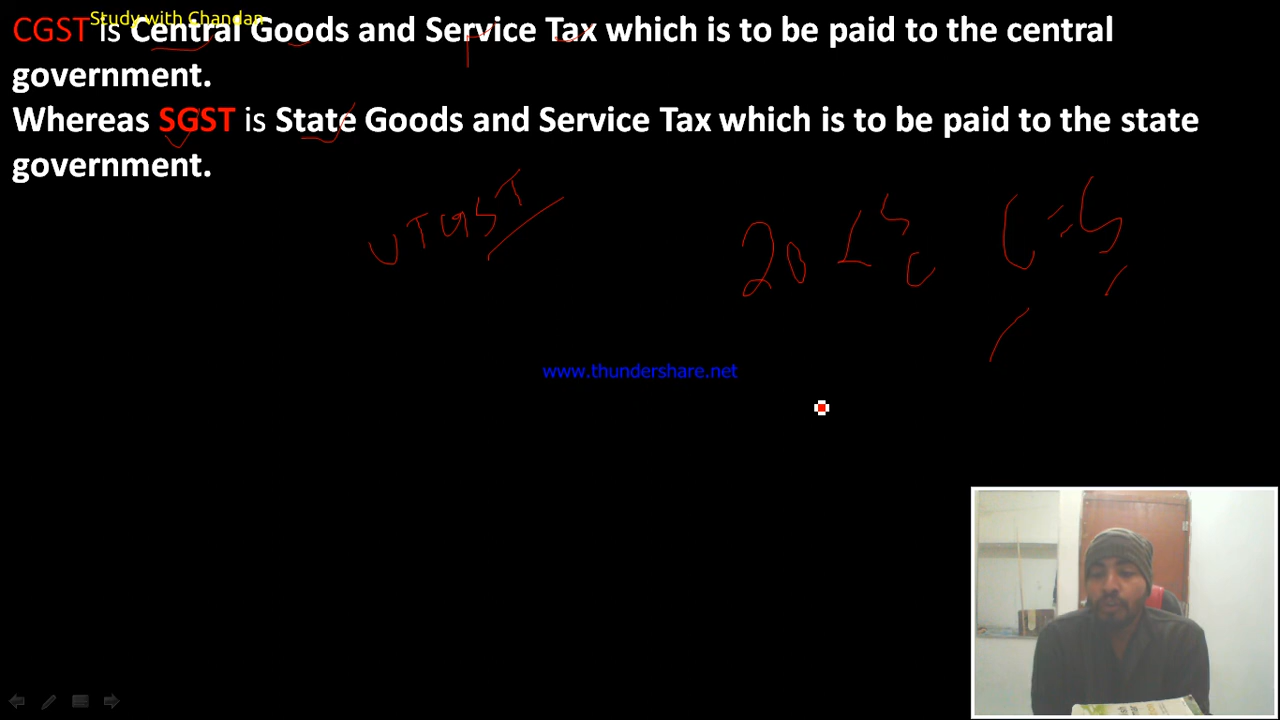 Study with Chandan
CGST is Central Goods and Service Tax which is to be paid to the central
government.
Whereas SGST is State Goods and Service Tax which is to be paid to the state
government.
UTGST
20 L S C
C = S
www.thundershare.net